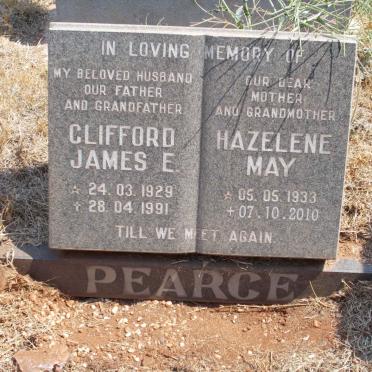 IN LOVING MEMORY OF
MY BELOVED HUSBAND
OUR FATHER
AND GRANDFATHER
CLIFFORD
JAMES E.
☆ 24.03.1929
✝ 28.04.1991
OUR DEAR
MOTHER
AND GRANDMOTHER
HAZELENE
MAY
☆ 05.05.1933
✝ 07.10.2010
TILL WE MEET AGAIN.
PEARCE